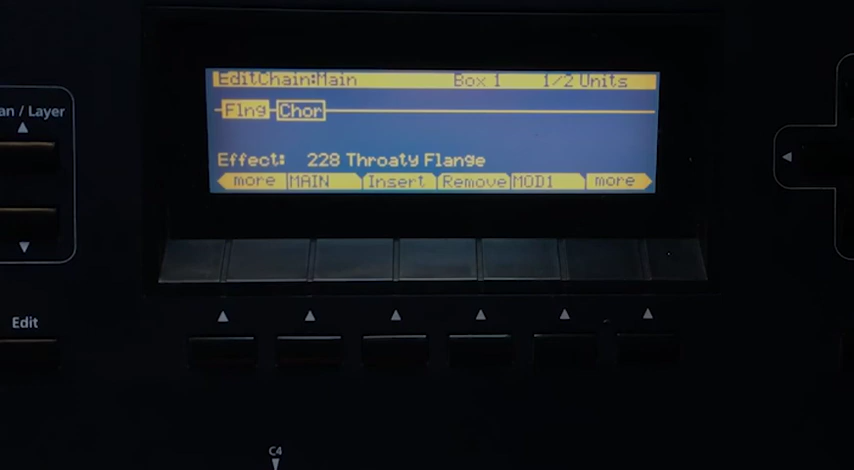 EditChain:Main Box 1 1/2 Units
an / Layer
Flng Chor
Effect: 228 Throaty Flange
more MAIN Insert Remove MOD1 more
Edit
C4